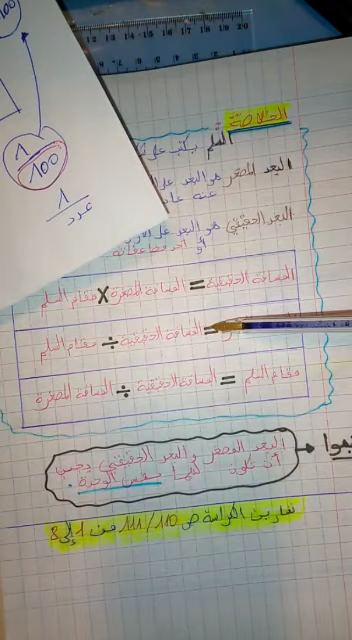 100
1
100
1
عدد
الخلاصة
السلم يكتب على
البعد المصغر هو البعد على
البعد الحقيقي هو البعد على
المسافة الحقيقية = المسافة المصغرة × مقام السلم
= المسافة الحقيقية ÷ مقام السلم
مقام السلم = المسافة الحقيقية ÷ المسافة المصغرة
البعد المصغر والبعد الحقيقي يجب
أن تكون لهما نفس الوحدة.
تمارين الكراسة ص 110/111 من 1 إلى 8
12 13 14 15 16 17 18 19 20